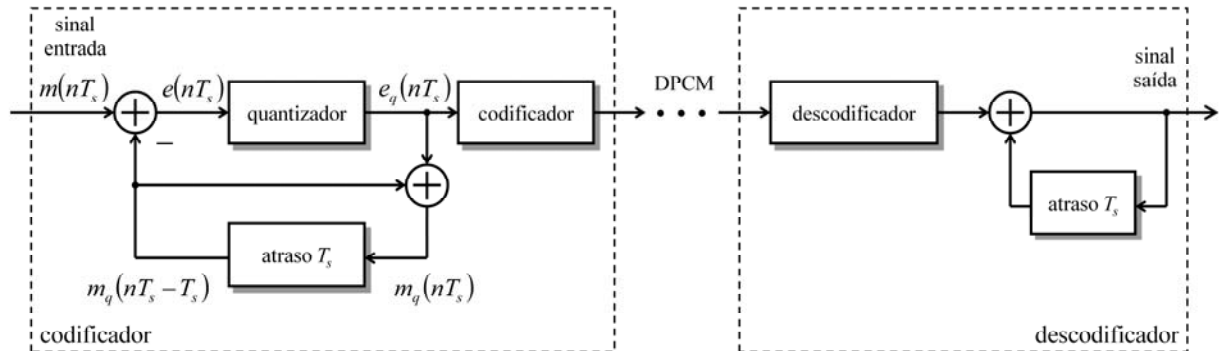 sinal
entrada
m(nT_s)
e(nT_s)
quantizador
e_q(nT_s)
codificador
DPCM
descodificador
sinal
saída
−
atraso T_s
atraso T_s
m_q(nT_s − T_s)
m_q(nT_s)
codificador
descodificador